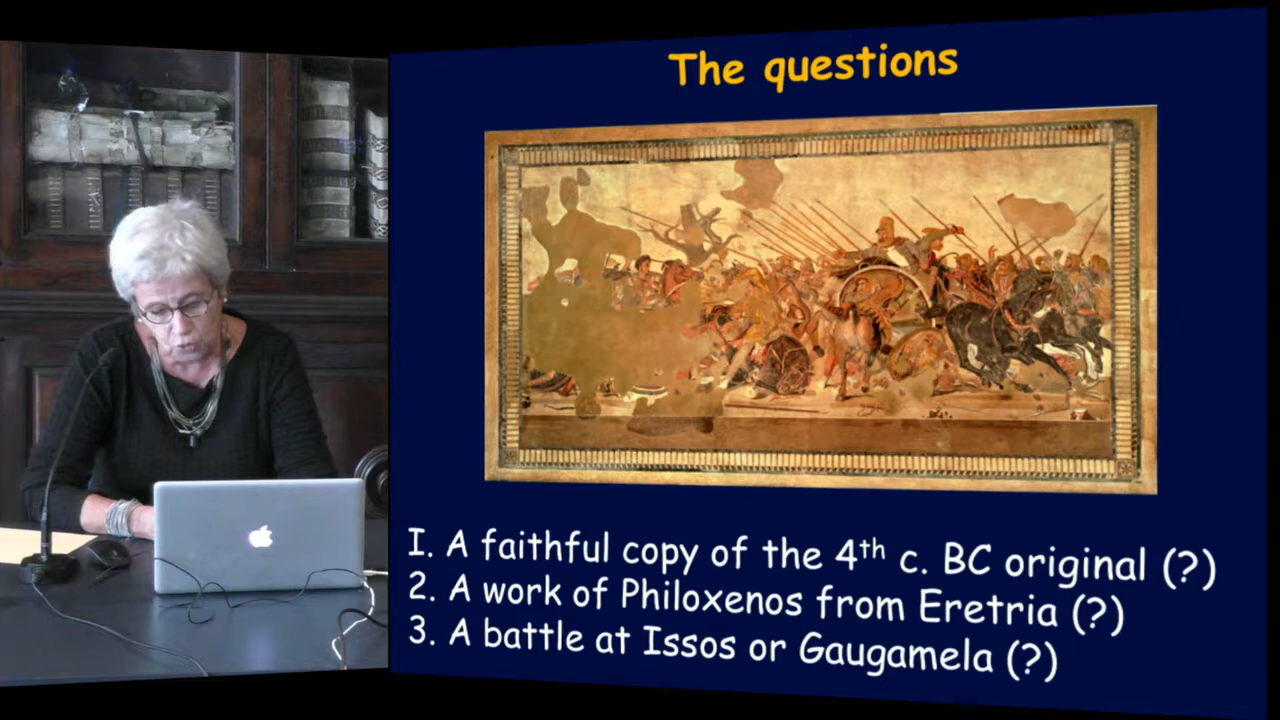 The questions
I. A faithful copy of the 4th c. BC original (?)
2. A work of Philoxenos from Eretria (?)
3. A battle at Issos or Gaugamela (?)